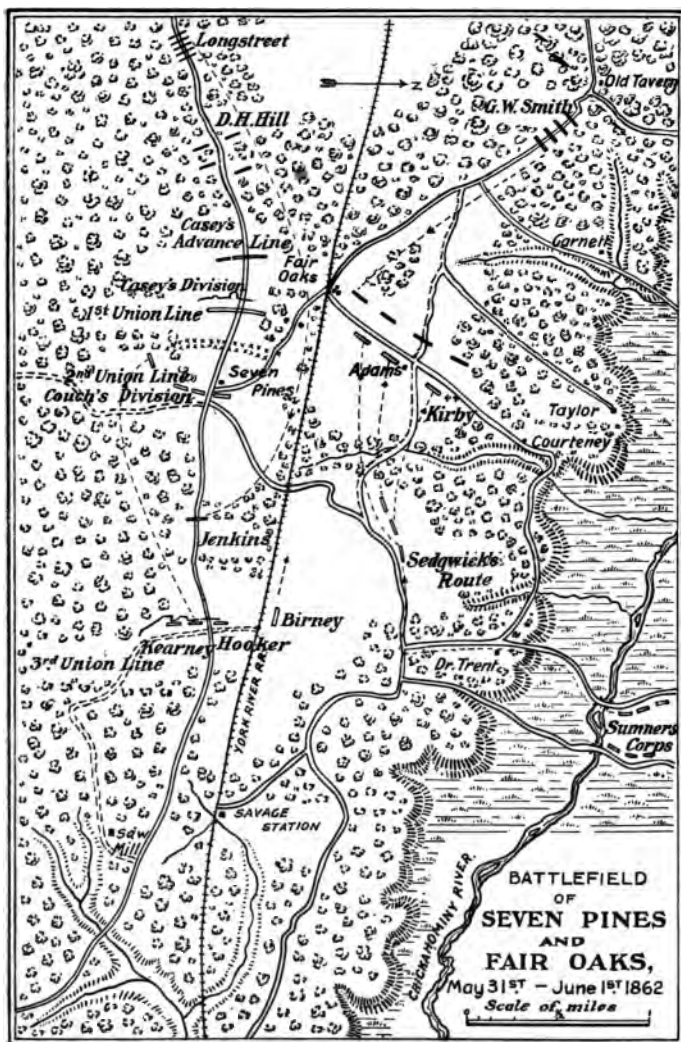 Longstreet
Old Tavern
G.W. Smith
D.H. Hill
N
Casey's
Advance Line
Fair
Oaks
Garnett
Casey's Division
1st Union Line
2nd Union Line
Couch's Division
Seven
Pines
Adams
Kirby
Taylor
Courteney
Jenkins
Sedgwick's
Route
Birney
Kearney
Hooker
3rd Union Line
YORK RIVER R.R.
Dr. Trent
Sumner's
Corps
SAVAGE
STATION
Saw
Mill
CHICKAHOMINY RIVER.
BATTLEFIELD
OF
SEVEN PINES
AND
FAIR OAKS,
May 31ST – June 1ST 1862
Scale of miles